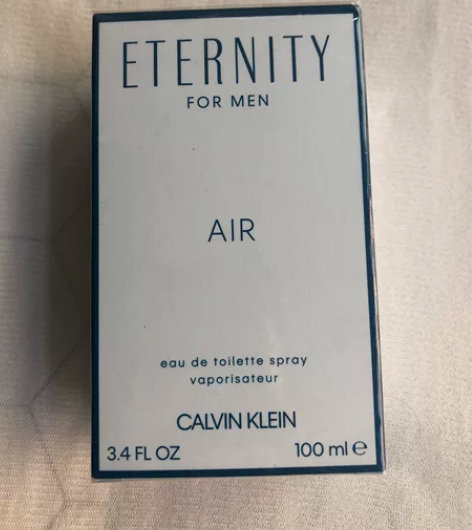 ETERNITY
FOR MEN
AIR
eau de toilette spray
vaporisateur
CALVIN KLEIN
3.4 FL OZ 100 ml ℮